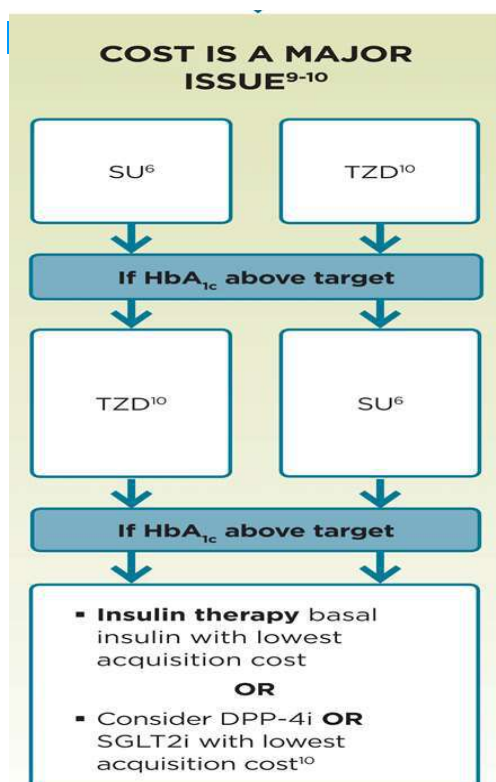 COST IS A MAJOR
ISSUE⁹⁻¹⁰
SU⁶
TZD¹⁰
If HbA₁c above target
TZD¹⁰
SU⁶
If HbA₁c above target
▪ Insulin therapy basal
insulin with lowest
acquisition cost
OR
▪ Consider DPP-4i OR
SGLT2i with lowest
acquisition cost¹⁰